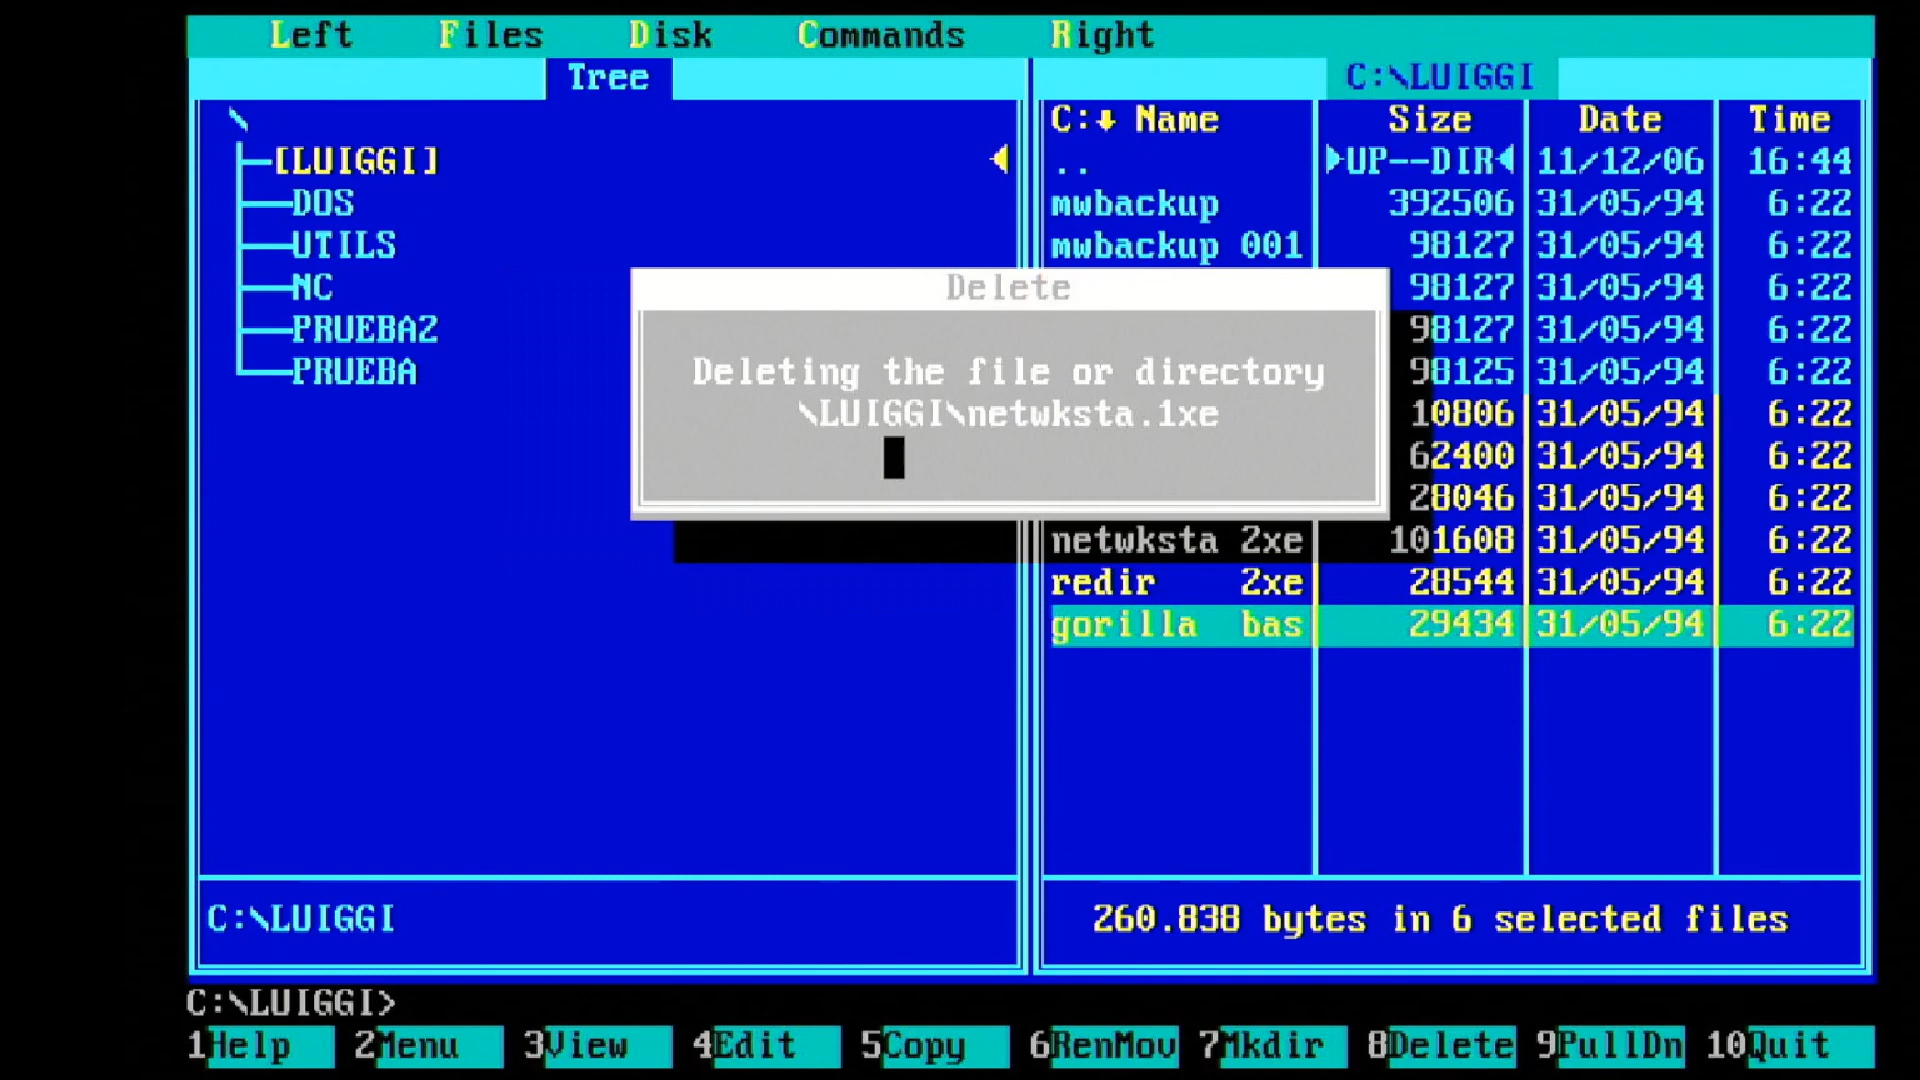 Left Files Disk Commands Right
Tree C:\LUIGGI
\ C:↓ Name Size Date Time
[LUIGGI] .. ►UP--DIR◄ 11/12/06 16:44
DOS mwbackup 392506 31/05/94 6:22
UTILS mwbackup 001 98127 31/05/94 6:22
NC Delete 98127 31/05/94 6:22
PRUEBA2 98127 31/05/94 6:22
PRUEBA Deleting the file or directory 98125 31/05/94 6:22
\LUIGGI\netwksta.1xe 10806 31/05/94 6:22
62400 31/05/94 6:22
28046 31/05/94 6:22
netwksta 2xe 101608 31/05/94 6:22
redir 2xe 28544 31/05/94 6:22
gorilla bas 29434 31/05/94 6:22
C:\LUIGGI 260.838 bytes in 6 selected files
C:\LUIGGI>
1Help 2Menu 3View 4Edit 5Copy 6RenMov 7Mkdir 8Delete 9PullDn 10Quit